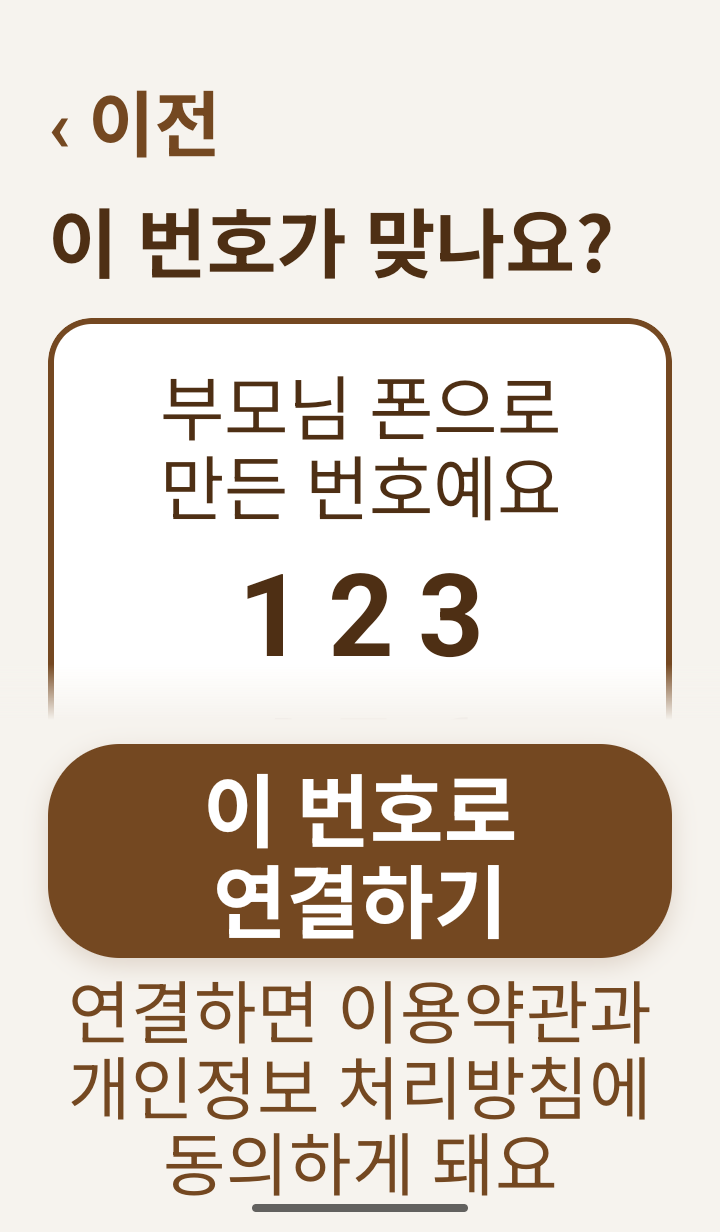 ‹ 이전
이 번호가 맞나요?
부모님 폰으로
만든 번호예요
1 2 3
이 번호로
연결하기
연결하면 이용약관과
개인정보 처리방침에
동의하게 돼요